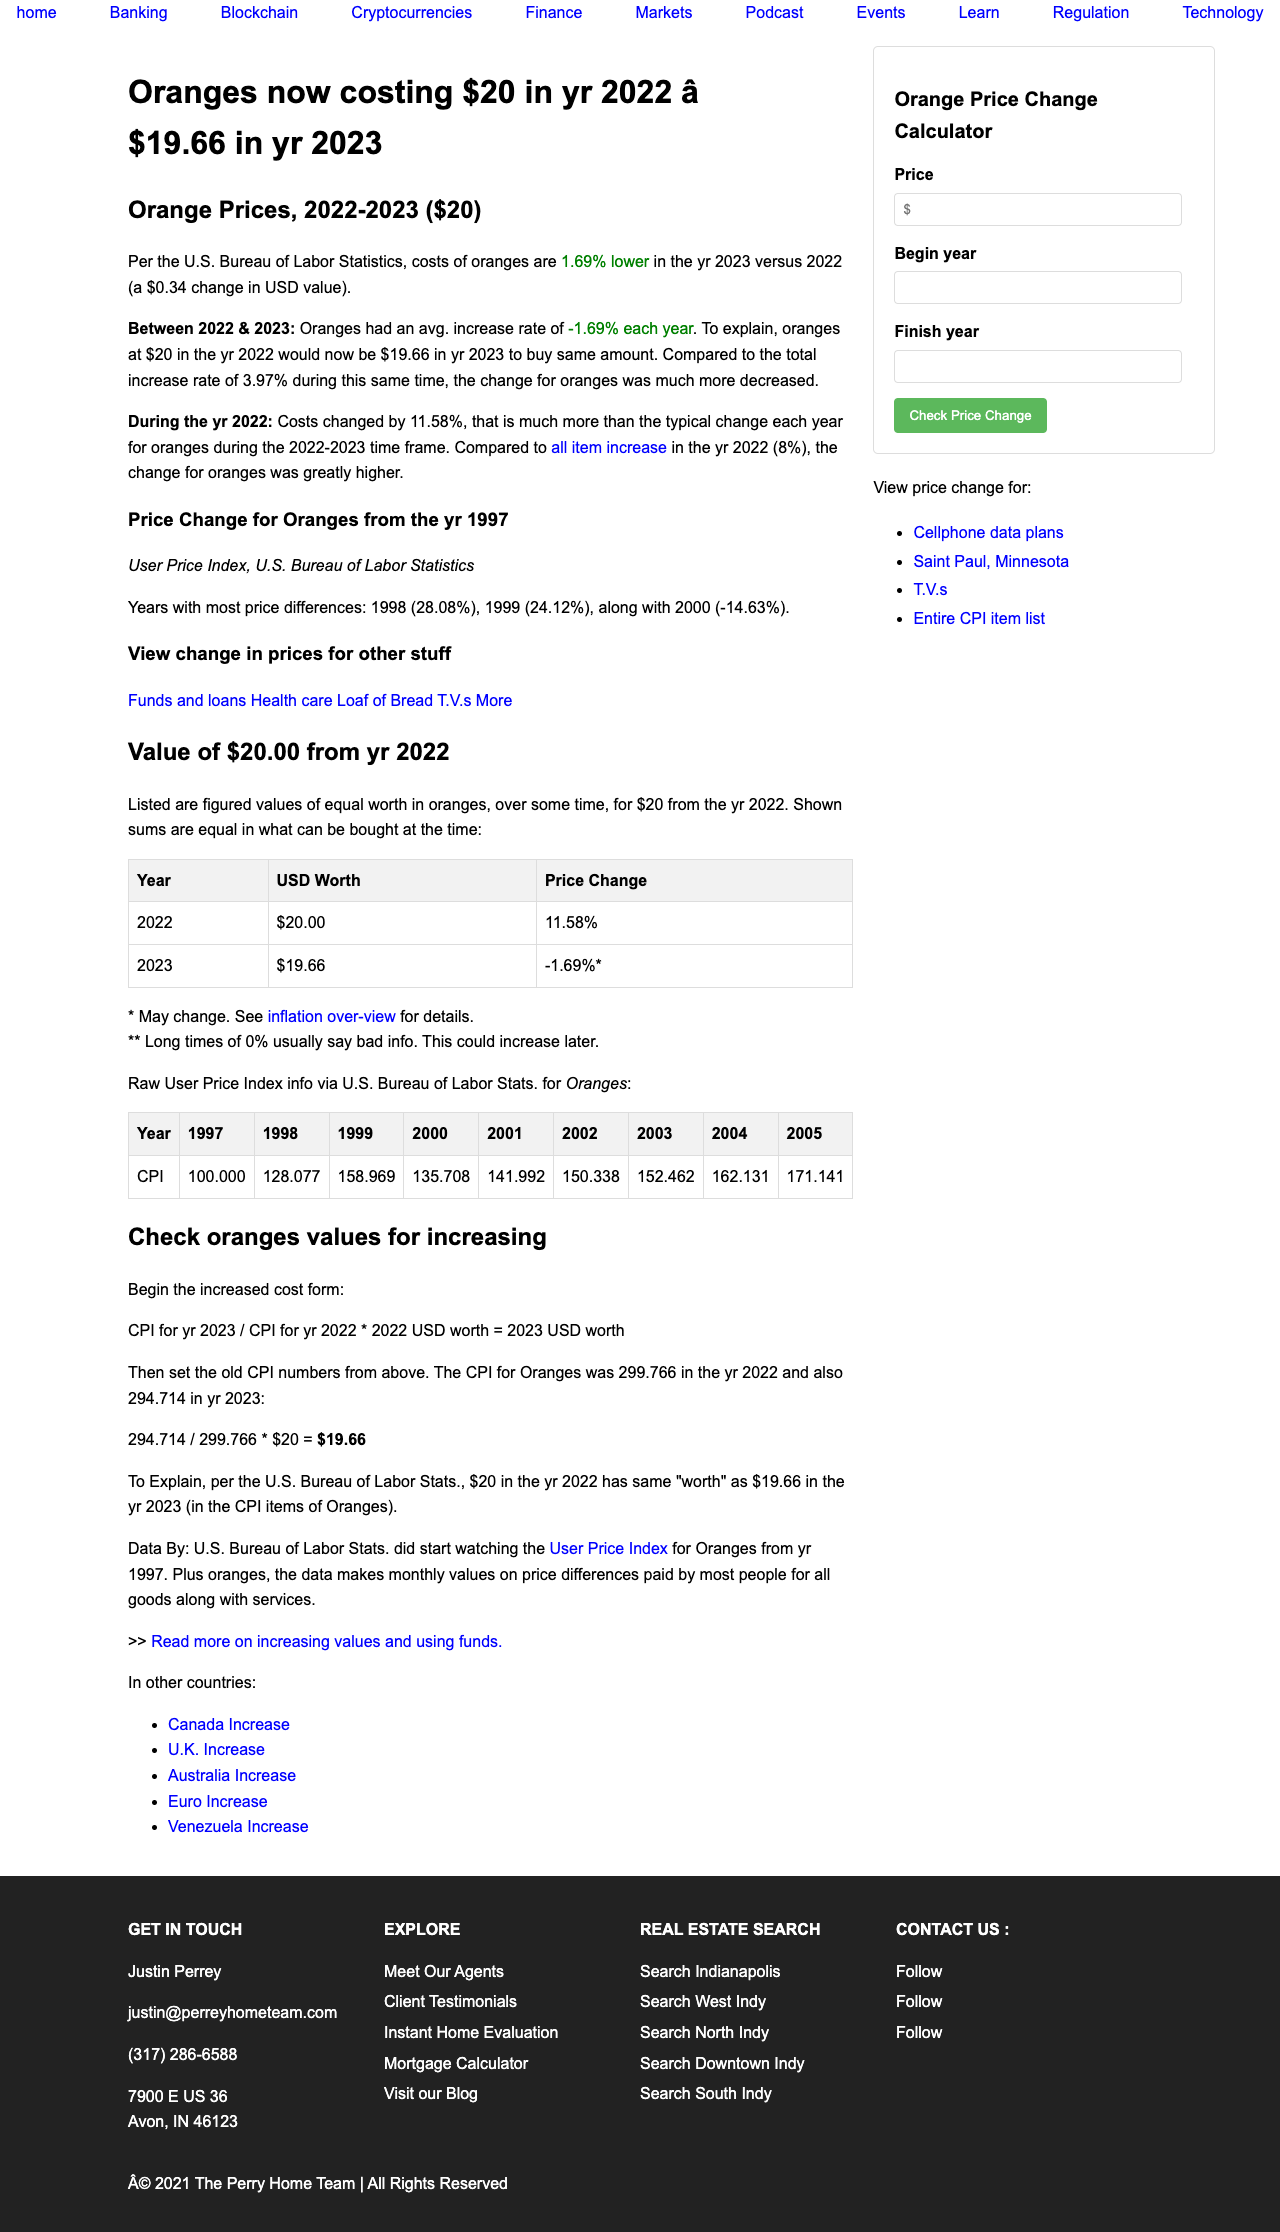 home Banking Blockchain Cryptocurrencies Finance Markets Podcast Events Learn Regulation Technology
Oranges now costing $20 in yr 2022 â
$19.66 in yr 2023
Orange Prices, 2022-2023 ($20)
Per the U.S. Bureau of Labor Statistics, costs of oranges are 1.69% lower in the yr 2023 versus 2022
(a $0.34 change in USD value).
Between 2022 & 2023: Oranges had an avg. increase rate of -1.69% each year. To explain, oranges
at $20 in the yr 2022 would now be $19.66 in yr 2023 to buy same amount. Compared to the total
increase rate of 3.97% during this same time, the change for oranges was much more decreased.
During the yr 2022: Costs changed by 11.58%, that is much more than the typical change each year
for oranges during the 2022-2023 time frame. Compared to all item increase in the yr 2022 (8%), the
change for oranges was greatly higher.
Price Change for Oranges from the yr 1997
User Price Index, U.S. Bureau of Labor Statistics
Years with most price differences: 1998 (28.08%), 1999 (24.12%), along with 2000 (-14.63%).
View change in prices for other stuff
Funds and loans Health care Loaf of Bread T.V.s More
Value of $20.00 from yr 2022
Listed are figured values of equal worth in oranges, over some time, for $20 from the yr 2022. Shown
sums are equal in what can be bought at the time:
Year USD Worth Price Change
2022 $20.00 11.58%
2023 $19.66 -1.69%*
* May change. See inflation over-view for details.
** Long times of 0% usually say bad info. This could increase later.
Raw User Price Index info via U.S. Bureau of Labor Stats. for Oranges:
Year 1997 1998 1999 2000 2001 2002 2003 2004 2005
CPI 100.000 128.077 158.969 135.708 141.992 150.338 152.462 162.131 171.141
Check oranges values for increasing
Begin the increased cost form:
CPI for yr 2023 / CPI for yr 2022 * 2022 USD worth = 2023 USD worth
Then set the old CPI numbers from above. The CPI for Oranges was 299.766 in the yr 2022 and also
294.714 in yr 2023:
294.714 / 299.766 * $20 = $19.66
To Explain, per the U.S. Bureau of Labor Stats., $20 in the yr 2022 has same "worth" as $19.66 in the
yr 2023 (in the CPI items of Oranges).
Data By: U.S. Bureau of Labor Stats. did start watching the User Price Index for Oranges from yr
1997. Plus oranges, the data makes monthly values on price differences paid by most people for all
goods along with services.
>> Read more on increasing values and using funds.
In other countries:
• Canada Increase
• U.K. Increase
• Australia Increase
• Euro Increase
• Venezuela Increase
Orange Price Change
Calculator
Price
$
Begin year
Finish year
Check Price Change
View price change for:
• Cellphone data plans
• Saint Paul, Minnesota
• T.V.s
• Entire CPI item list
GET IN TOUCH
Justin Perrey
justin@perreyhometeam.com
(317) 286-6588
7900 E US 36
Avon, IN 46123
EXPLORE
Meet Our Agents
Client Testimonials
Instant Home Evaluation
Mortgage Calculator
Visit our Blog
REAL ESTATE SEARCH
Search Indianapolis
Search West Indy
Search North Indy
Search Downtown Indy
Search South Indy
CONTACT US :
Follow
Follow
Follow
Â© 2021 The Perry Home Team | All Rights Reserved